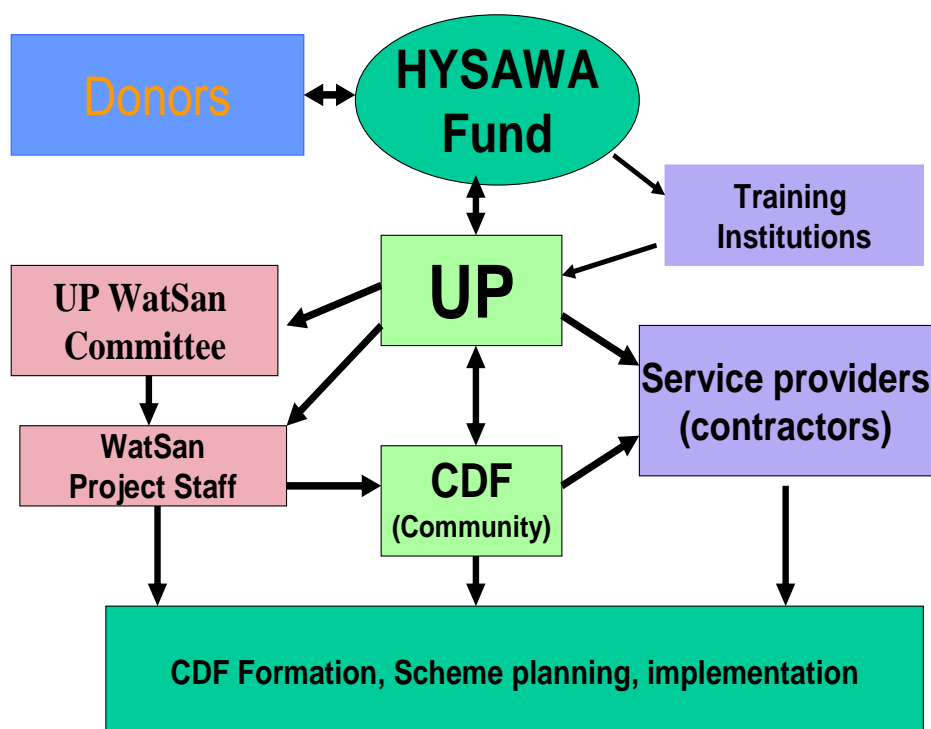 Donors
HYSAWA
Fund
Training
Institutions
UP
UP WatSan
Committee
Service providers
(contractors)
WatSan
Project Staff
CDF
(Community)
CDF Formation, Scheme planning, implementation